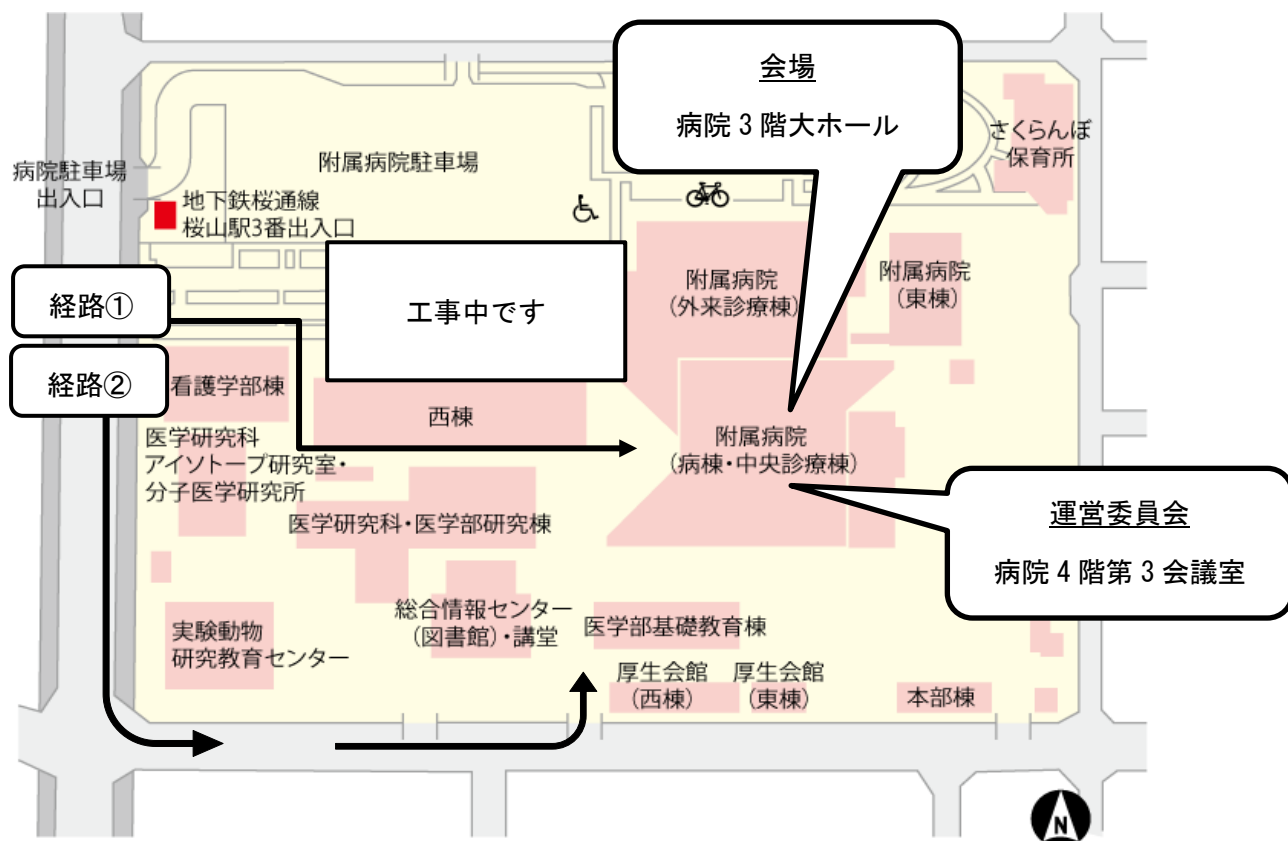 会場
病院3階大ホール
さくらんぼ
保育所
病院駐車場
出入口
附属病院駐車場
地下鉄桜通線
桜山駅3番出入口
附属病院
(外来診療棟)
附属病院
(東棟)
経路①
工事中です
経路②
看護学部棟
西棟
医学研究科
アイソトープ研究室・
分子医学研究所
附属病院
(病棟・中央診療棟)
運営委員会
病院4階第3会議室
医学研究科・医学部研究棟
総合情報センター
(図書館)・講堂
医学部基礎教育棟
実験動物
研究教育センター
厚生会館
(西棟)
厚生会館
(東棟)
本部棟
N